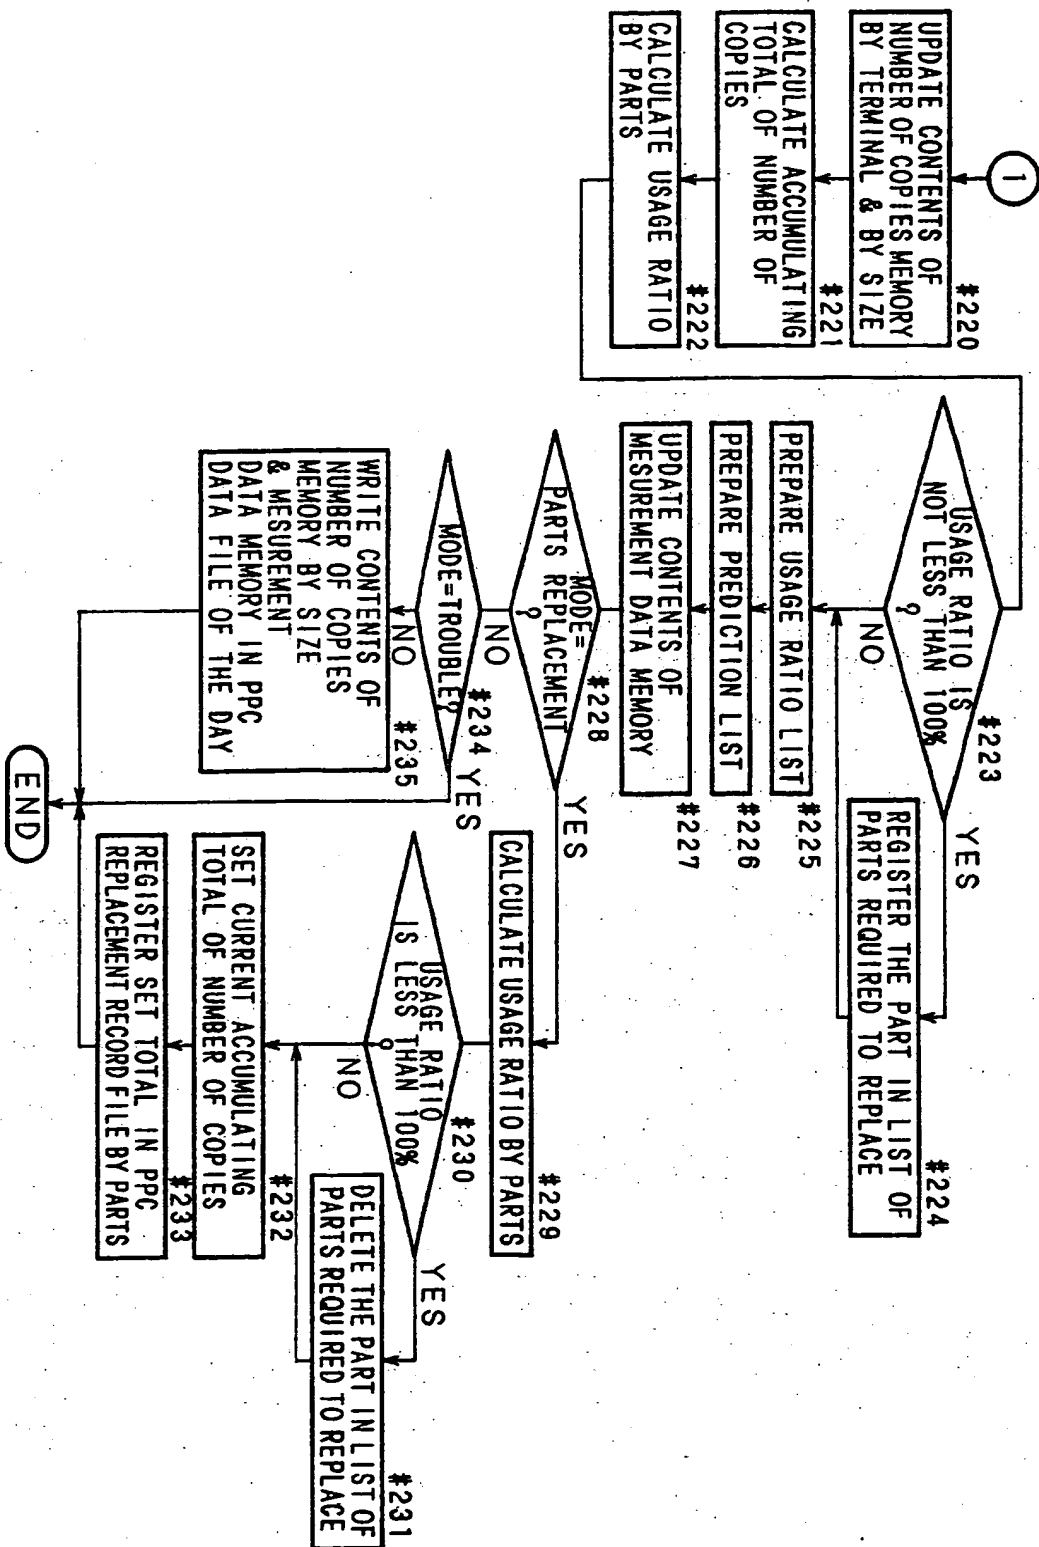 1
#220
UPDATE CONTENTS OF
NUMBER OF COPIES MEMORY
BY TERMINAL & BY SIZE
#221
CALCULATE ACCUMULATING
TOTAL OF NUMBER OF
COPIES
#222
CALCULATE USAGE RATIO
BY PARTS
#223
USAGE RATIO IS
NOT LESS THAN 100%
?
YES
NO
#224
REGISTER THE PART IN LIST OF
PARTS REQUIRED TO REPLACE
#225
PREPARE USAGE RATIO LIST
#226
PREPARE PREDICTION LIST
#227
UPDATE CONTENTS OF
MESUREMENT DATA MEMORY
#228
MODE=
PARTS REPLACEMENT
?
YES
NO
#229
CALCULATE USAGE RATIO BY PARTS
#230
USAGE RATIO
IS LESS THAN 100%
?
YES
NO
#231
DELETE THE PART IN LIST OF
PARTS REQUIRED TO REPLACE
#232
SET CURRENT ACCUMULATING
TOTAL OF NUMBER OF COPIES
#233
REGISTER SET TOTAL IN PPC
REPLACEMENT RECORD FILE BY PARTS
#234
MODE=TROUBLE?
YES
NO
#235
WRITE CONTENTS OF
NUMBER OF COPIES
MEMORY BY SIZE
& MESUREMENT
DATA MEMORY IN PPC
DATA FILE OF THE DAY
END